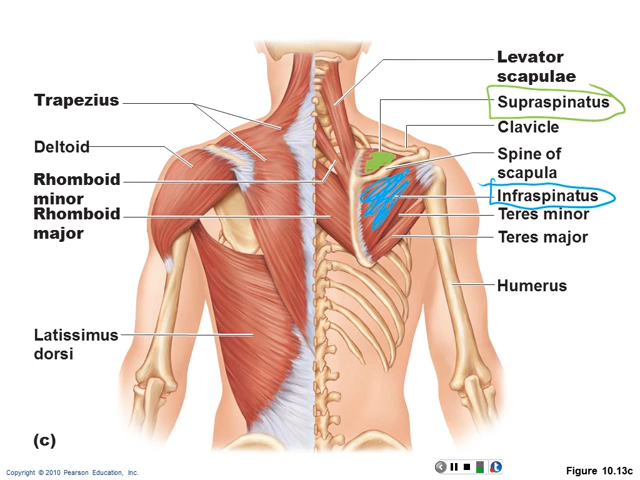 Levator
scapulae
Supraspinatus
Clavicle
Spine of
scapula
Infraspinatus
Teres minor
Teres major
Humerus
Trapezius
Deltoid
Rhomboid
minor
Rhomboid
major
Latissimus
dorsi
(c)
Copyright © 2010 Pearson Education, Inc.
Figure 10.13c